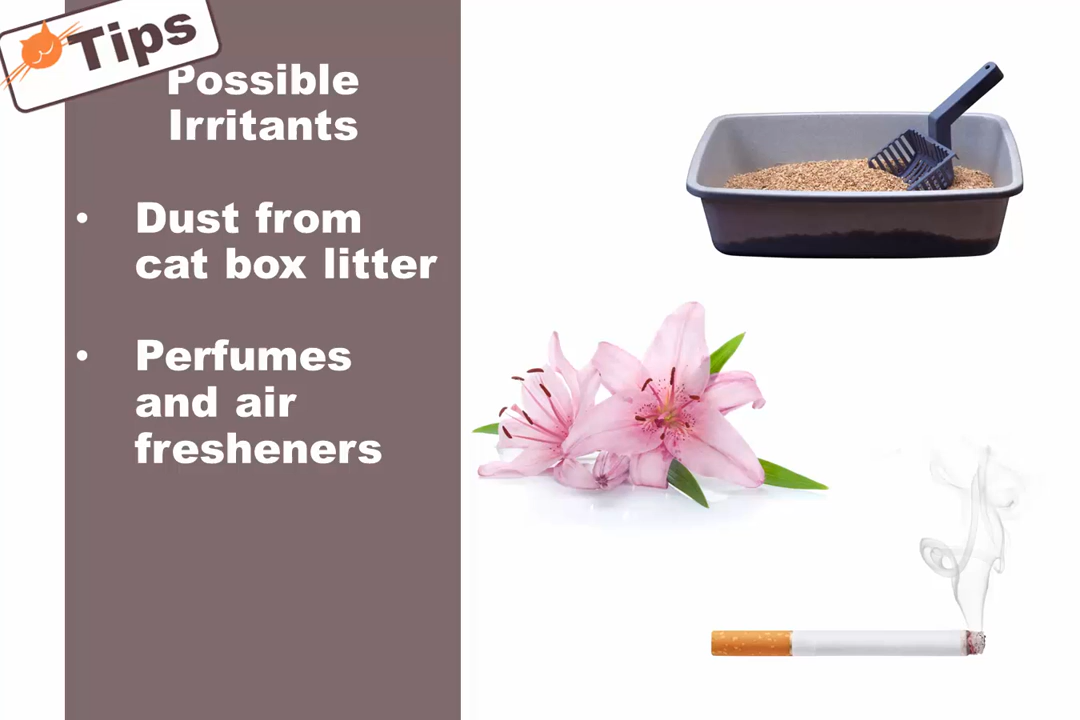 Tips
Possible
Irritants
• Dust from
cat box litter
• Perfumes
and air
fresheners